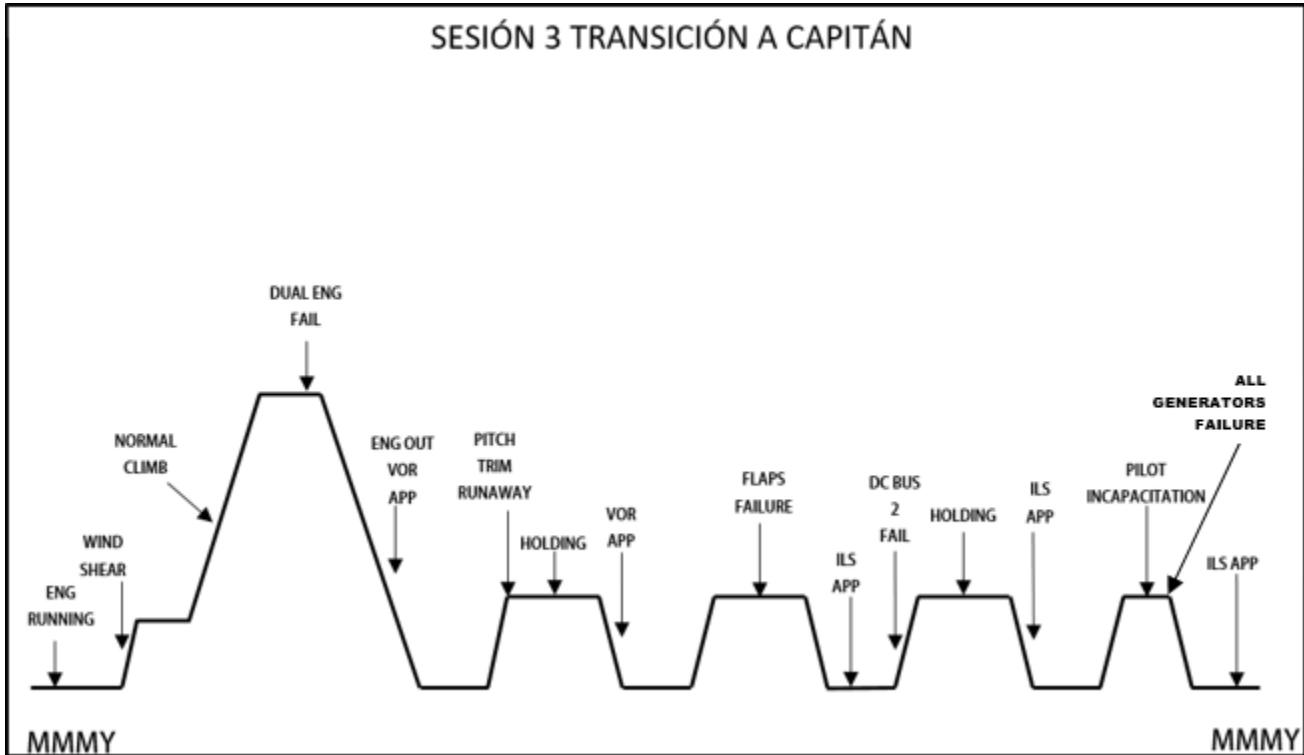 SESIÓN 3 TRANSICIÓN A CAPITÁN
ENG
RUNNING
WIND
SHEAR
NORMAL
CLIMB
DUAL ENG
FAIL
ENG OUT
VOR
APP
PITCH
TRIM
RUNAWAY
HOLDING
VOR
APP
FLAPS
FAILURE
ILS
APP
DC BUS
2
FAIL
HOLDING
ILS
APP
PILOT
INCAPACITATION
ALL
GENERATORS
FAILURE
ILS APP
MMMY
MMMY